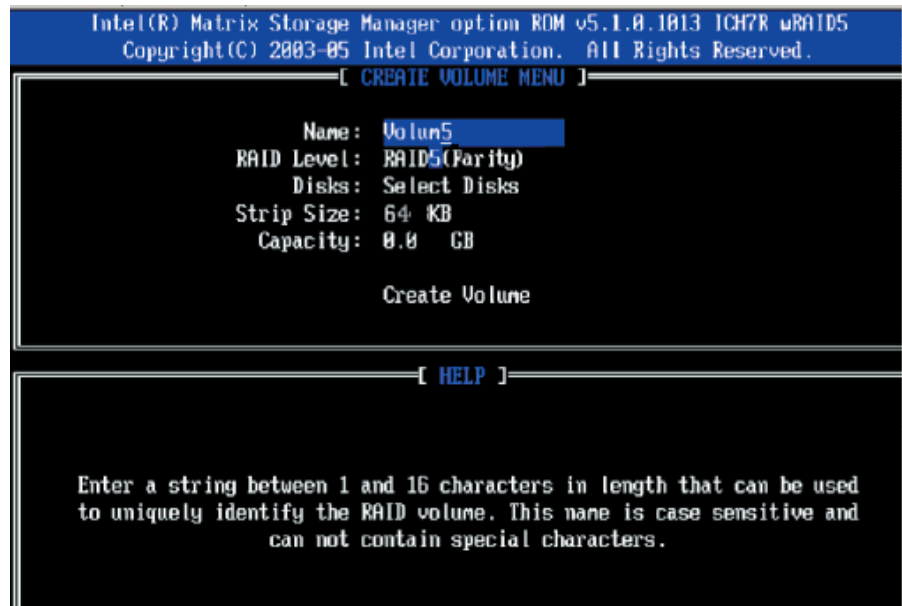 Intel(R) Matrix Storage Manager option ROM v5.1.0.1013 ICH7R wRAID5
Copyright(C) 2003-05 Intel Corporation. All Rights Reserved.
[ CREATE VOLUME MENU ]
Name: Volum5
RAID Level: RAID5(Parity)
Disks: Select Disks
Strip Size: 64 KB
Capacity: 0.0 GB
Create Volume
[ HELP ]
Enter a string between 1 and 16 characters in length that can be used
to uniquely identify the RAID volume. This name is case sensitive and
can not contain special characters.